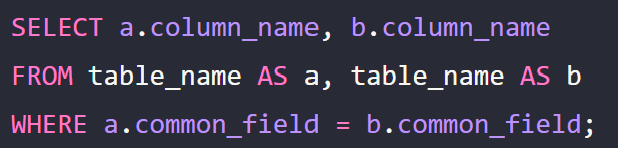 SELECT a.column_name, b.column_name
FROM table_name AS a, table_name AS b
WHERE a.common_field = b.common_field;